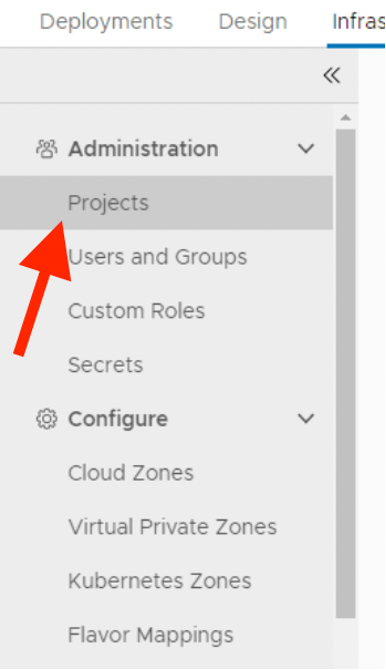 Deployments Design Infras
Administration
Projects
Users and Groups
Custom Roles
Secrets
Configure
Cloud Zones
Virtual Private Zones
Kubernetes Zones
Flavor Mappings